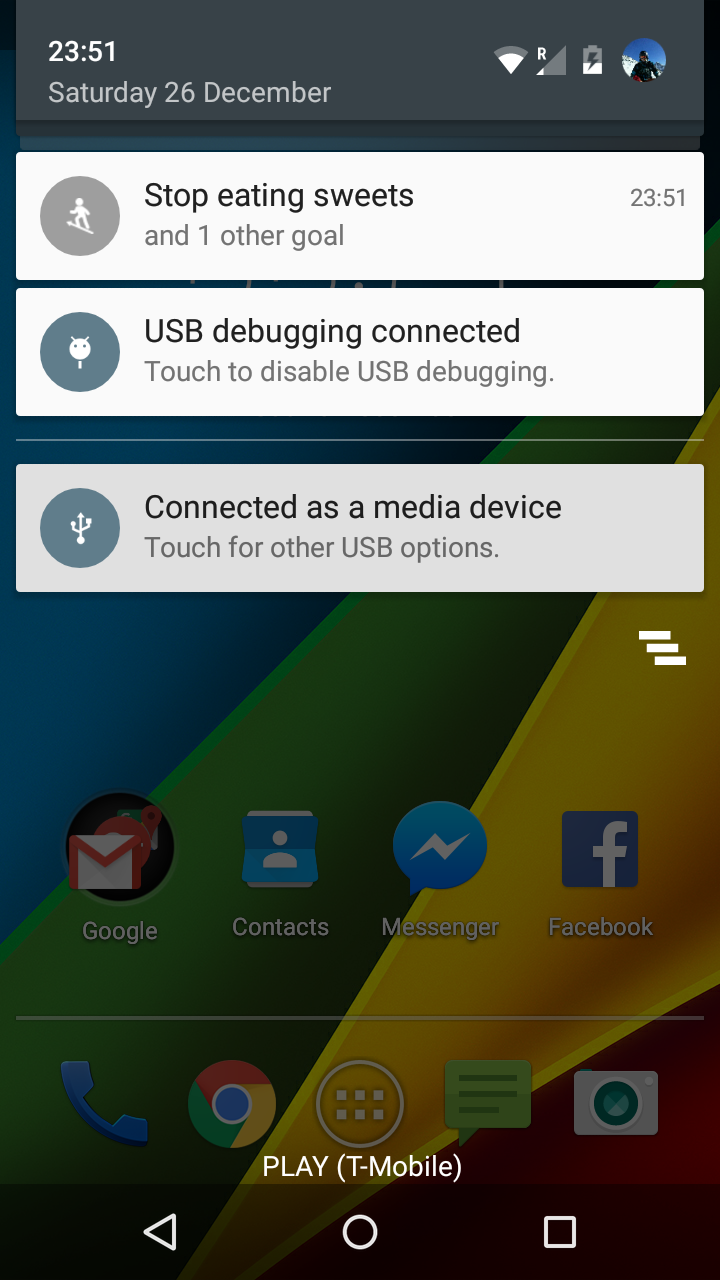 23:51
R
Saturday 26 December
Stop eating sweets
23:51
and 1 other goal
USB debugging connected
Touch to disable USB debugging.
Connected as a media device
Touch for other USB options.
Google
Contacts
Messenger
Facebook
PLAY (T-Mobile)